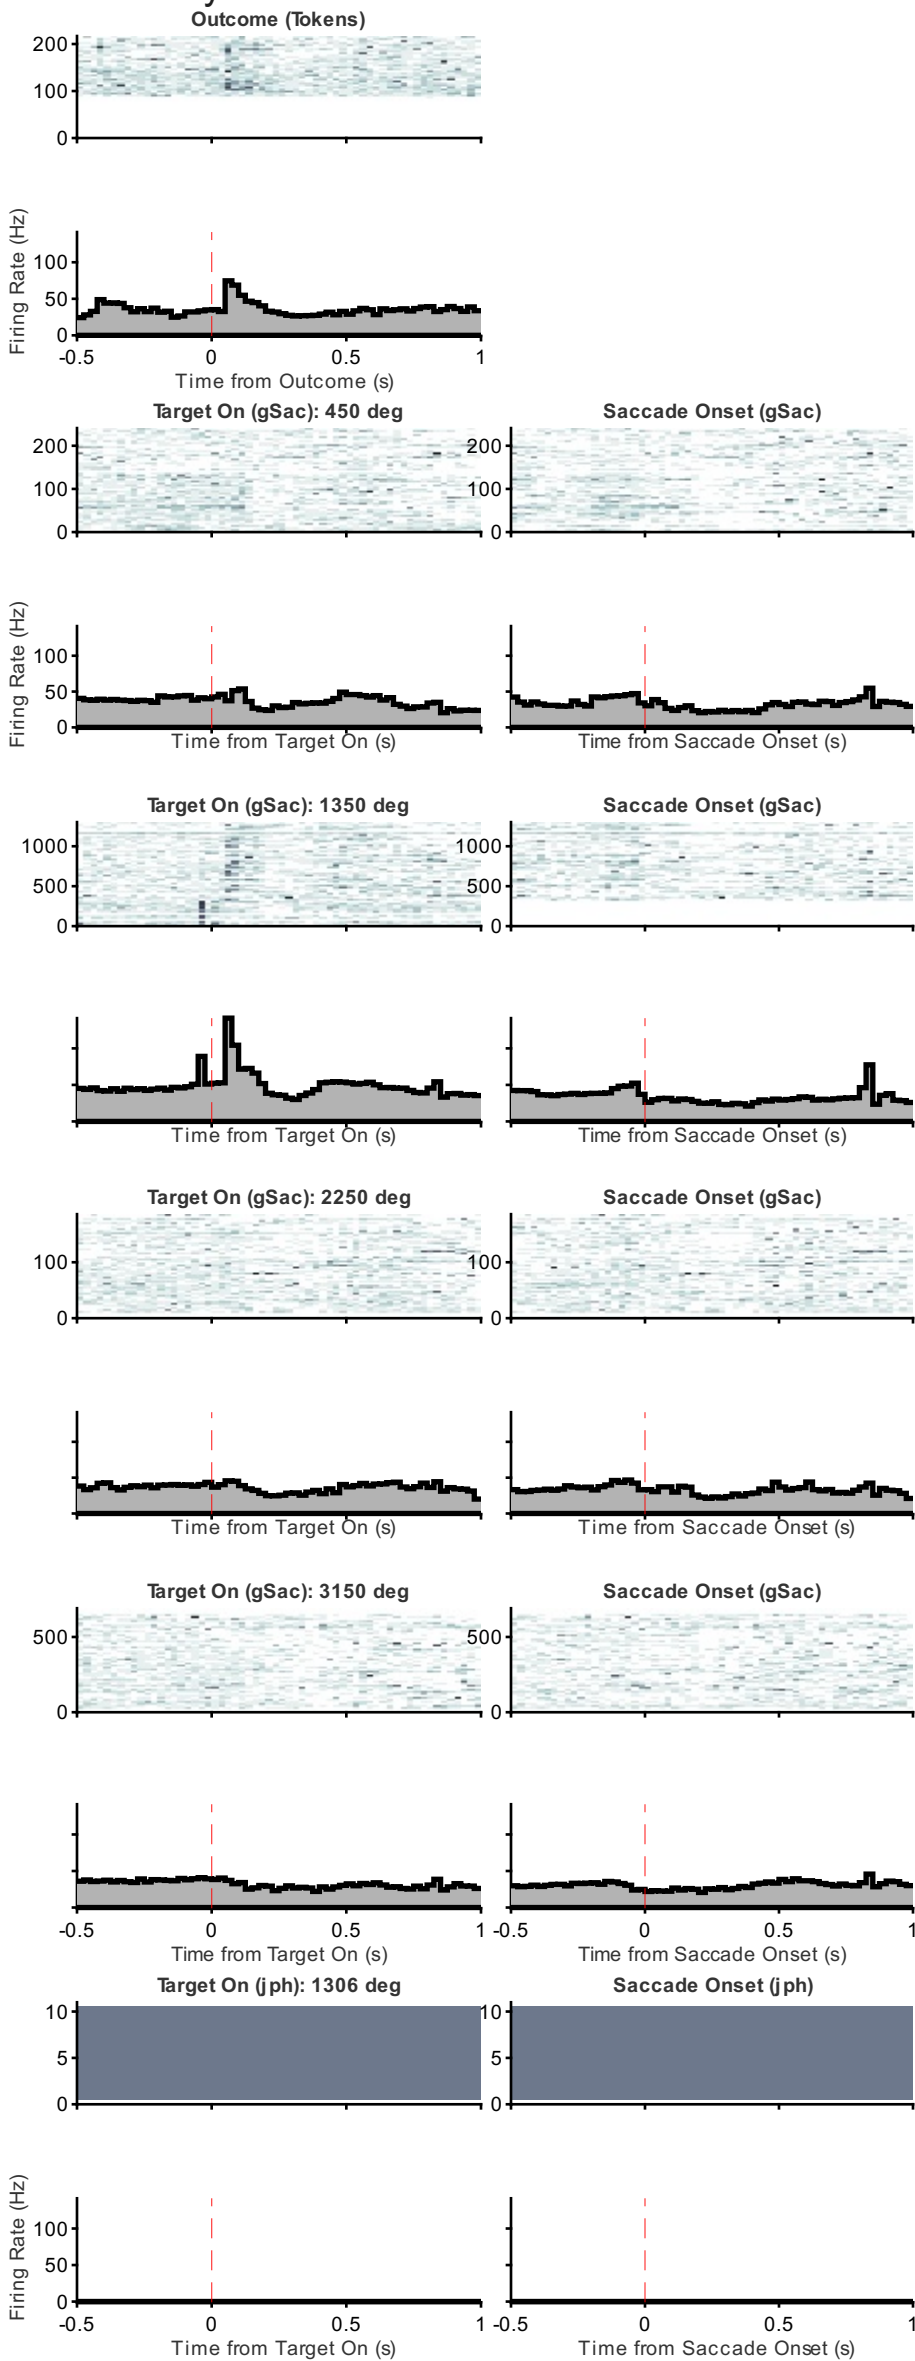 Outcome (Tokens)
200
100
0
Firing Rate (Hz)
100
50
0
-0.5 0 0.5 1
Time from Outcome (s)
Target On (gSac): 450 deg Saccade Onset (gSac)
200 200
100 100
0 0
Firing Rate (Hz)
100
50
0
Time from Target On (s) Time from Saccade Onset (s)
Target On (gSac): 1350 deg Saccade Onset (gSac)
1000 1000
500 500
0 0
Time from Target On (s) Time from Saccade Onset (s)
Target On (gSac): 2250 deg Saccade Onset (gSac)
100 100
0 0
Time from Target On (s) Time from Saccade Onset (s)
Target On (gSac): 3150 deg Saccade Onset (gSac)
500 500
0 0
-0.5 0 0.5 1 -0.5 0 0.5 1
Time from Target On (s) Time from Saccade Onset (s)
Target On (jph): 1306 deg Saccade Onset (jph)
10 10
5 5
0 0
Firing Rate (Hz)
100
50
0
-0.5 0 0.5 1 -0.5 0 0.5 1
Time from Target On (s) Time from Saccade Onset (s)